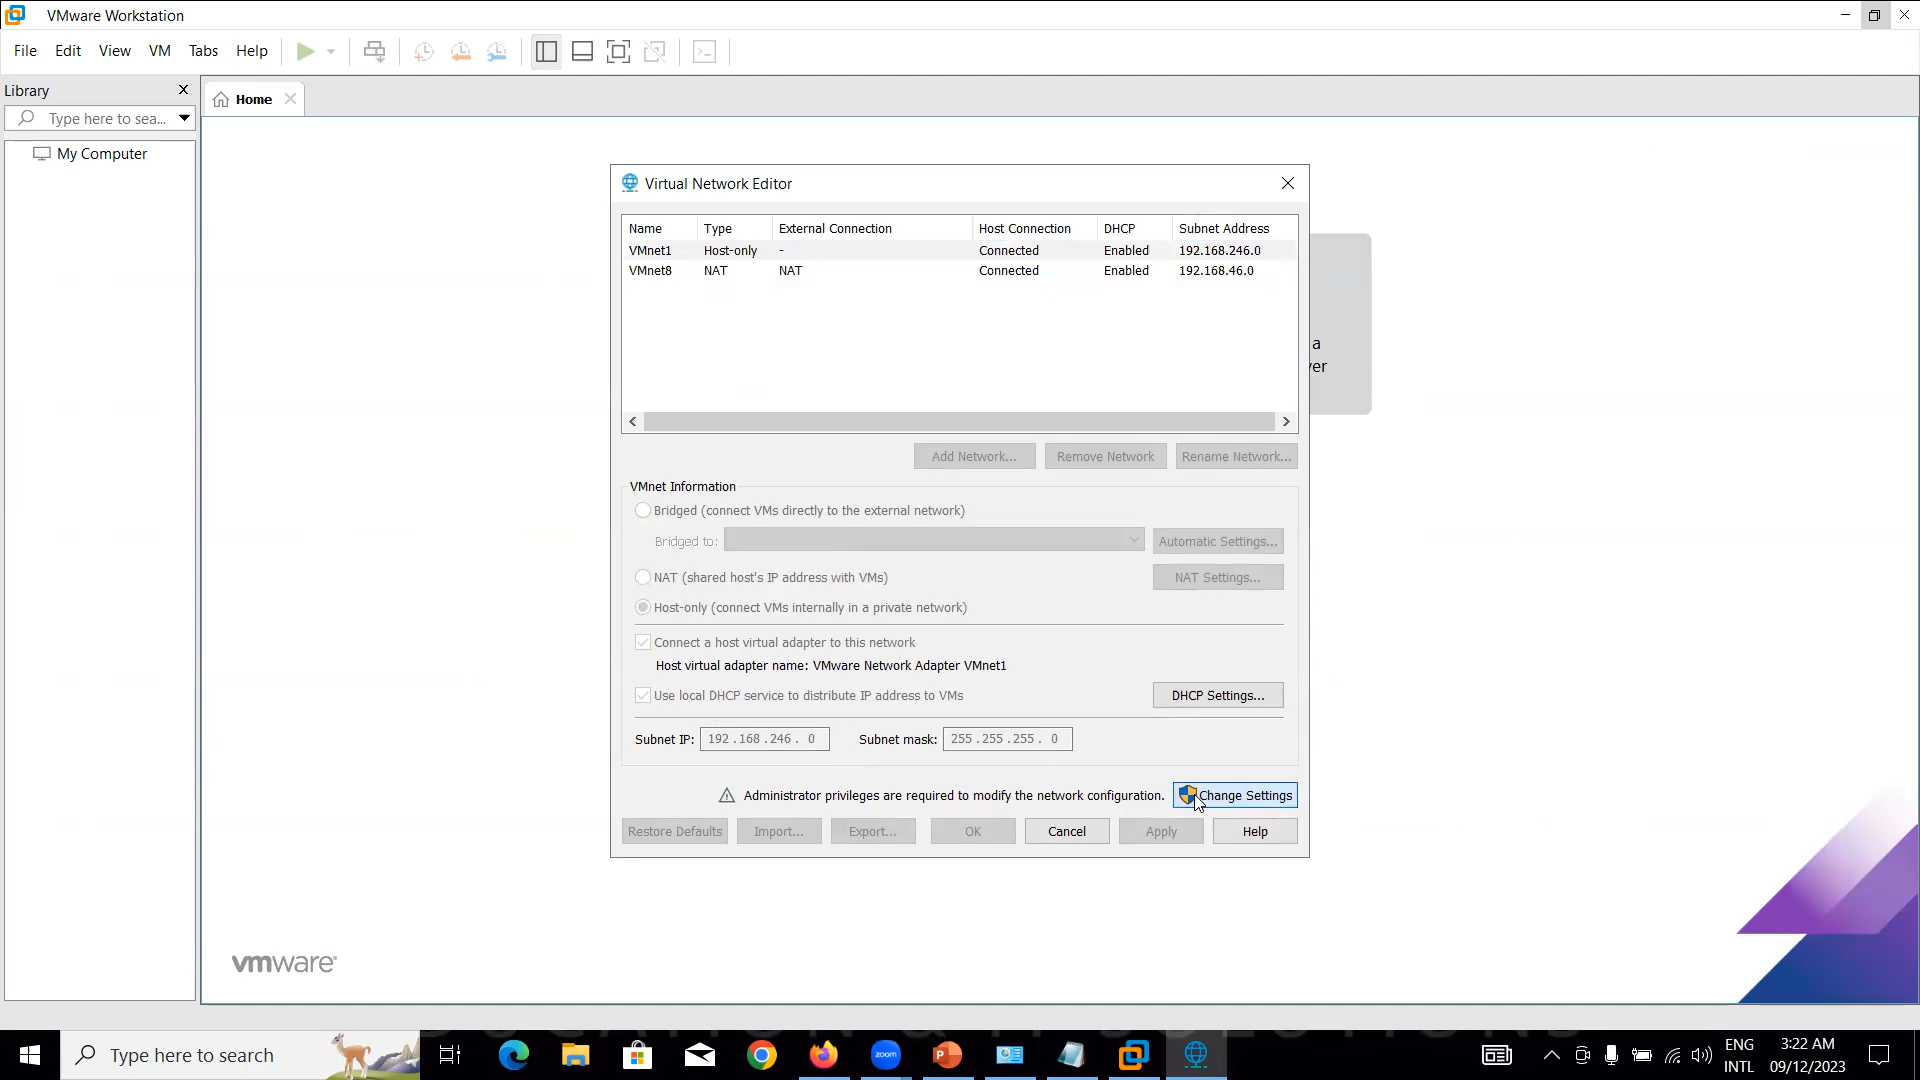 VMware Workstation
File Edit View VM Tabs Help
Library
Type here to sea...
My Computer
Home
Virtual Network Editor
Name Type External Connection Host Connection DHCP Subnet Address
VMnet1 Host-only - Connected Enabled 192.168.246.0
VMnet8 NAT NAT Connected Enabled 192.168.46.0
a
ver
Add Network... Remove Network Rename Network...
VMnet Information
Bridged (connect VMs directly to the external network)
Bridged to: Automatic Settings...
NAT (shared host's IP address with VMs) NAT Settings...
Host-only (connect VMs internally in a private network)
Connect a host virtual adapter to this network
Host virtual adapter name: VMware Network Adapter VMnet1
Use local DHCP service to distribute IP address to VMs DHCP Settings...
Subnet IP: 192 . 168 . 246 . 0 Subnet mask: 255 . 255 . 255 . 0
Administrator privileges are required to modify the network configuration. Change Settings
Restore Defaults Import... Export... OK Cancel Apply Help
vmware
Type here to search
zoom
ENG
INTL
3:22 AM
09/12/2023